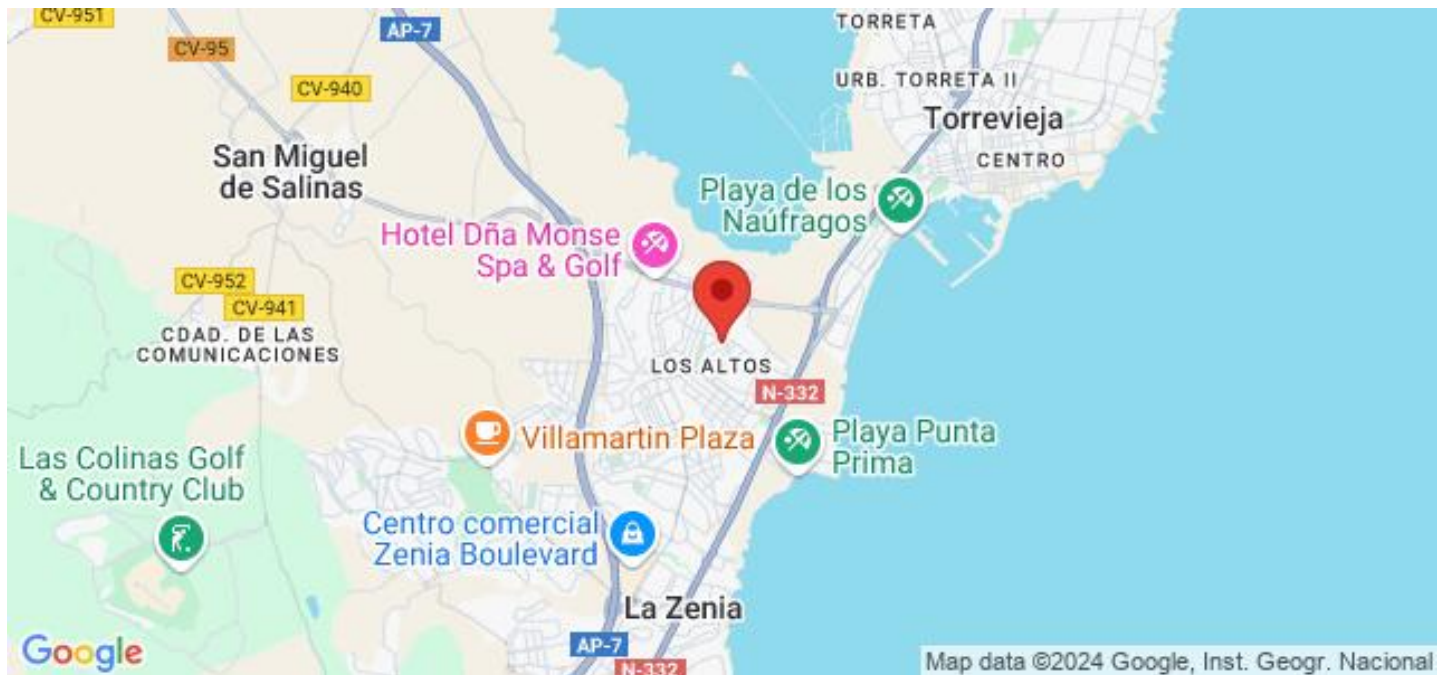 CV-951
AP-7
TORRETA
CV-95
CV-940
URB. TORRETA II
Torrevieja
CENTRO
San Miguel
de Salinas
Playa de los
Naúfragos
Hotel Dña Monse
Spa & Golf
CV-952
CV-941
CDAD. DE LAS
COMUNICACIONES
LOS ALTOS
N-332
Villamartin Plaza
Playa Punta
Prima
Las Colinas Golf
& Country Club
Centro comercial
Zenia Boulevard
La Zenia
AP-7
N-332
Google
Map data ©2024 Google, Inst. Geogr. Nacional